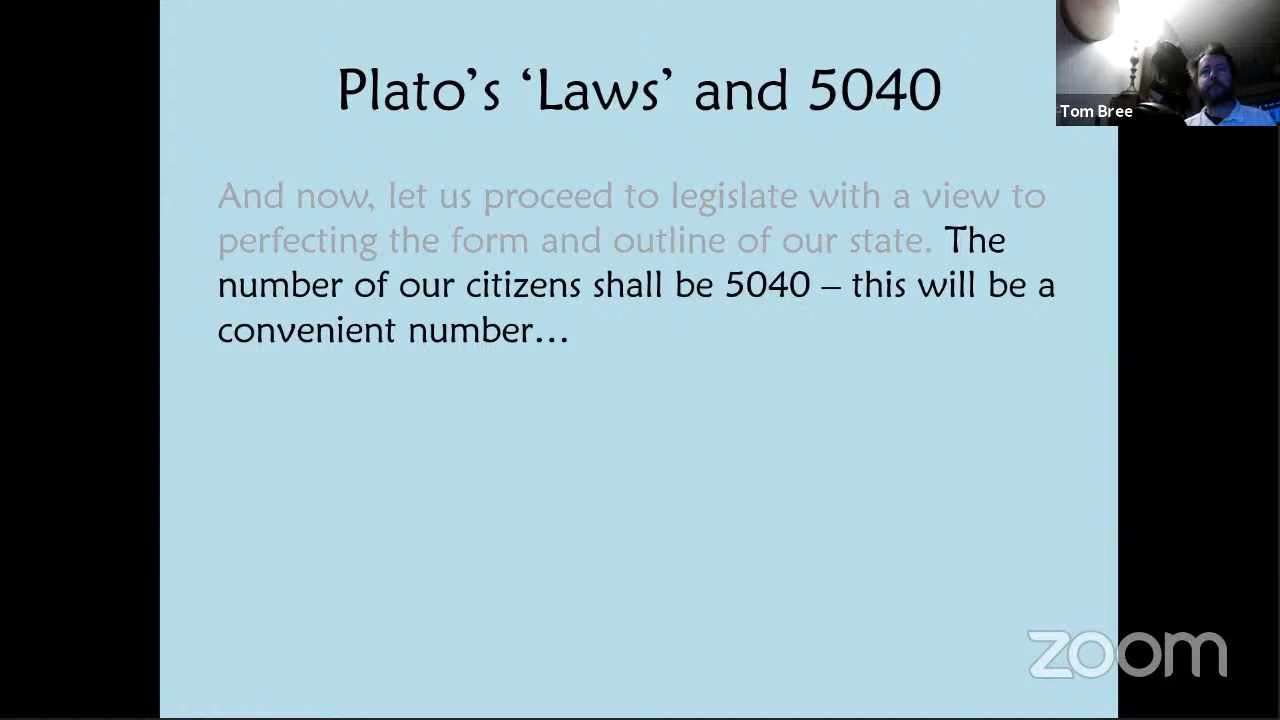 Plato’s ‘Laws’ and 5040
Tom Bree
And now, let us proceed to legislate with a view to
perfecting the form and outline of our state. The
number of our citizens shall be 5040 – this will be a
convenient number…
zoom